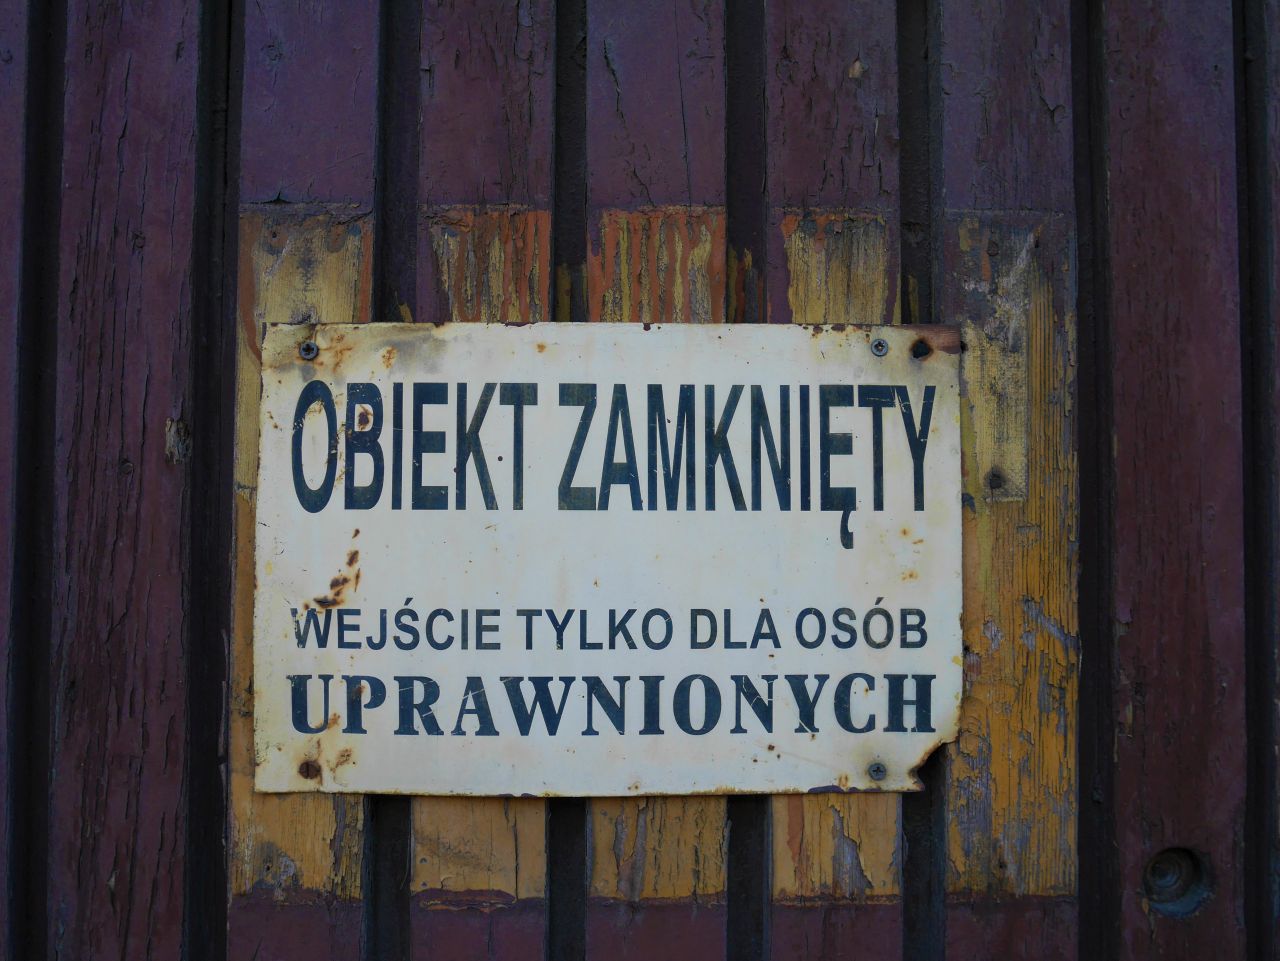 OBIEKT ZAMKNIĘTY
WEJŚCIE TYLKO DLA OSÓB
UPRAWNIONYCH